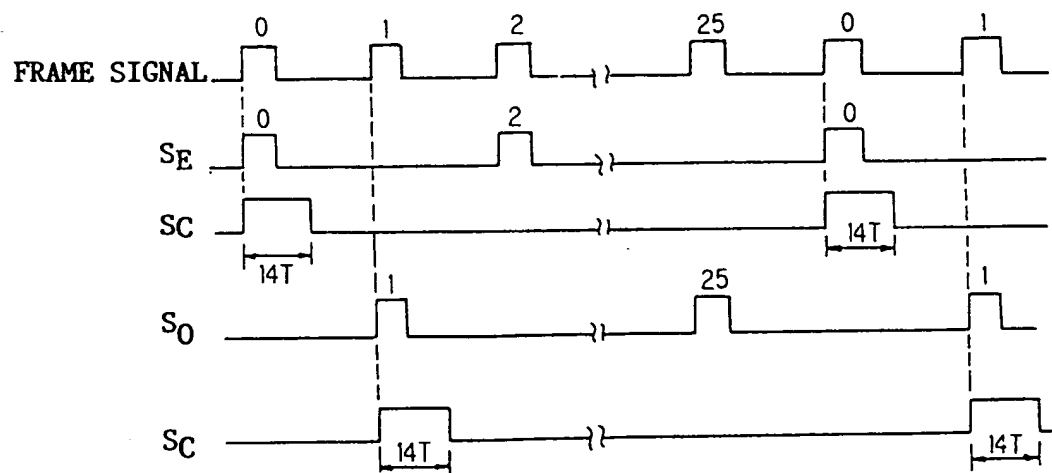 0 1 2 25 0 1
FRAME SIGNAL
0 2 0
SE
SC
14T 14T
1 25 1
SO
SC
14T 14T